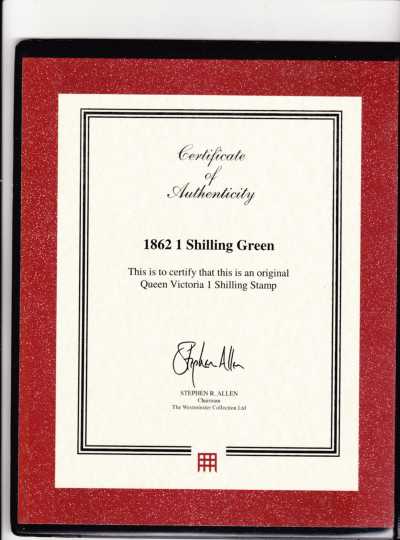 Certificate
of
Authenticity
1862 1 Shilling Green
This is to certify that this is an original
Queen Victoria 1 Shilling Stamp
Stephen Allen
STEPHEN R. ALLEN
Chairman
The Westminster Collection Ltd